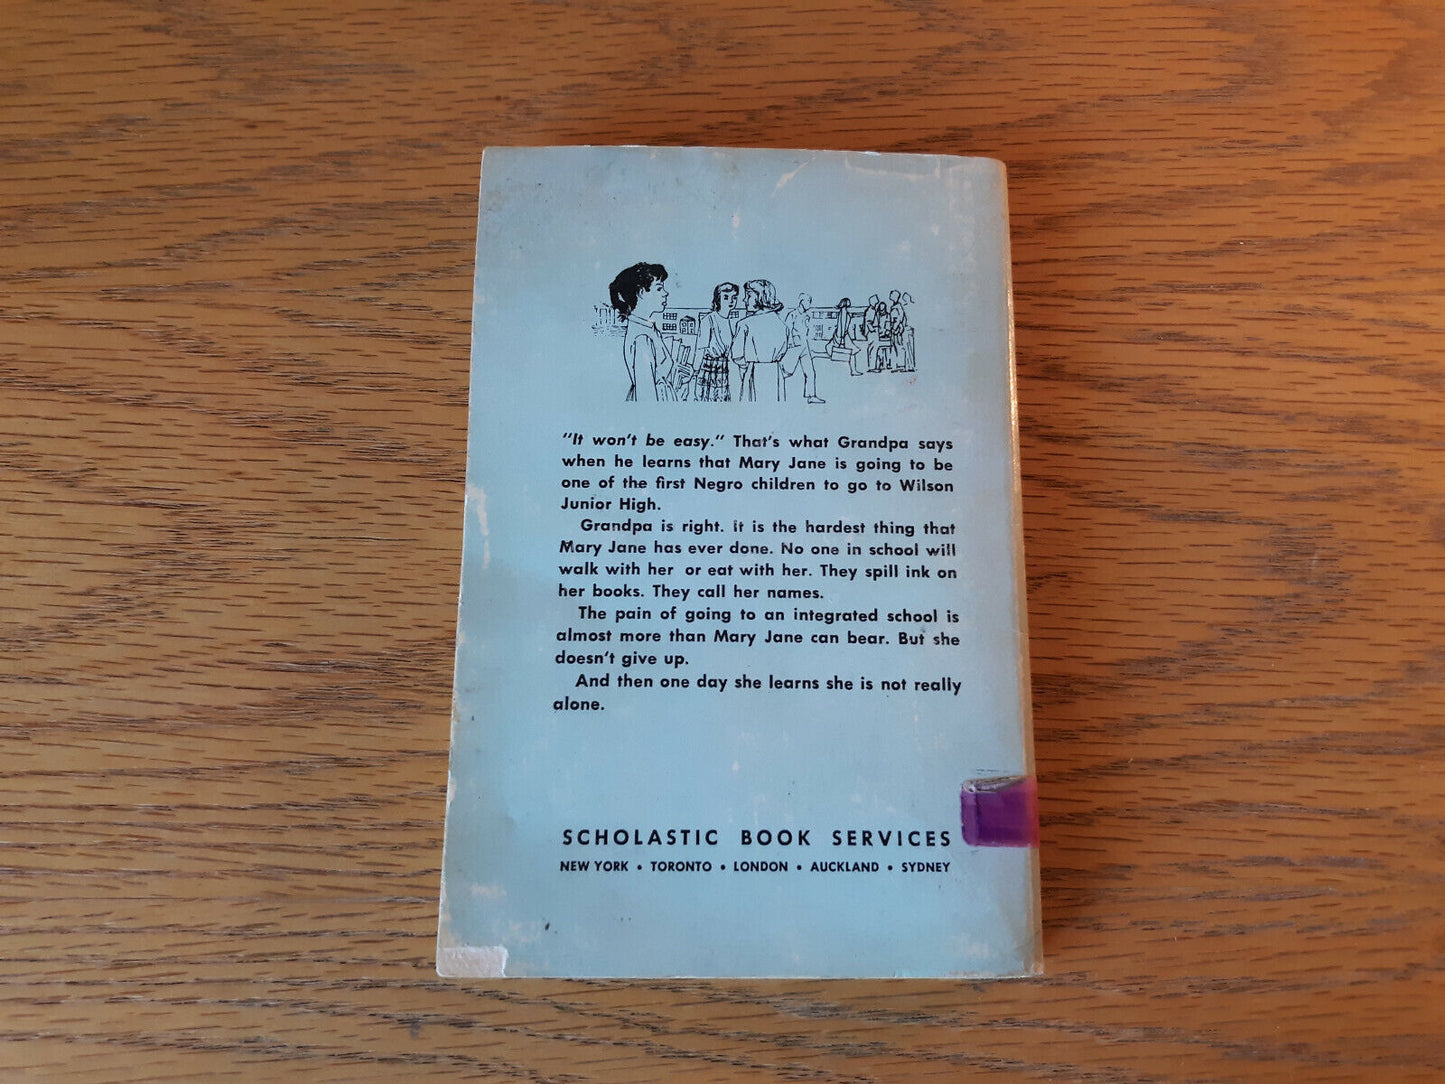 "It won't be easy." That's what Grandpa says
when he learns that Mary Jane is going to be
one of the first Negro children to go to Wilson
Junior High.
Grandpa is right. It is the hardest thing that
Mary Jane has ever done. No one in school will
walk with her or eat with her. They spill ink on
her books. They call her names.
The pain of going to an integrated school is
almost more than Mary Jane can bear. But she
doesn't give up.
And then one day she learns she is not really
alone.
SCHOLASTIC BOOK SERVICES
NEW YORK • TORONTO • LONDON • AUCKLAND • SYDNEY